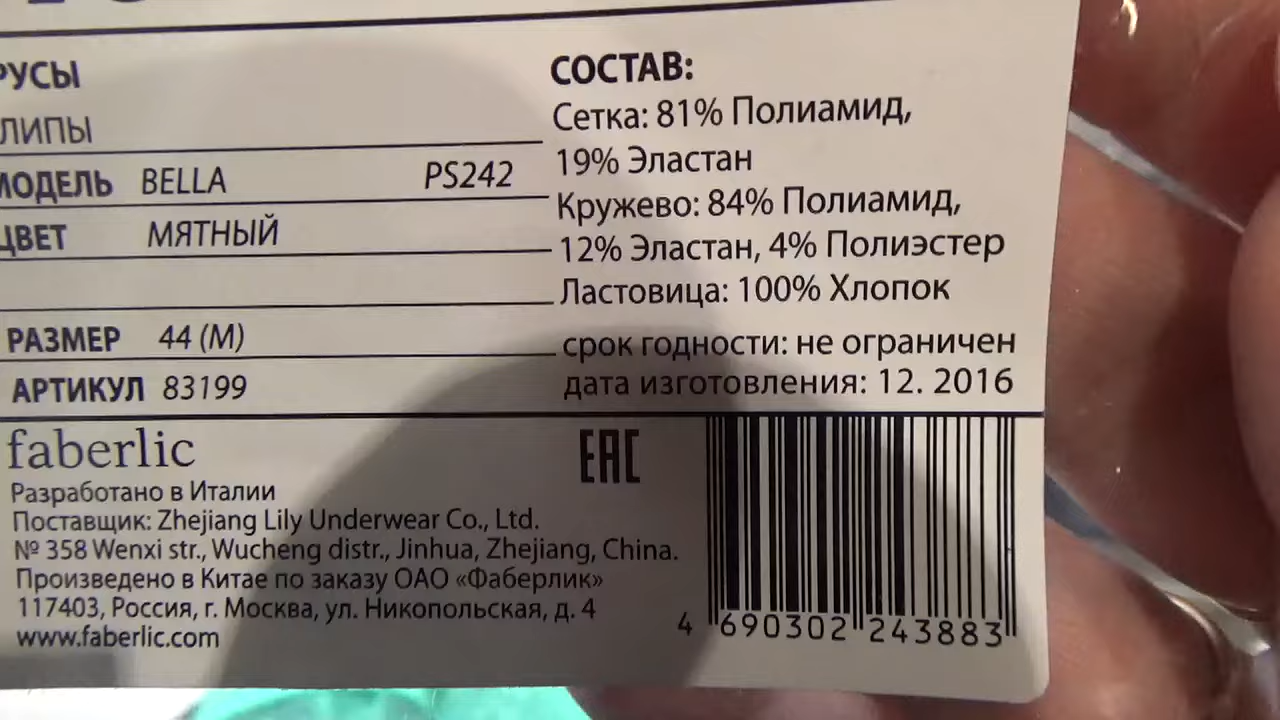 РУСЫ
ЛИПЫ
МОДЕЛЬ BELLA PS242
ЦВЕТ МЯТНЫЙ
РАЗМЕР 44 (M)
АРТИКУЛ 83199
СОСТАВ:
Сетка: 81% Полиамид,
19% Эластан
Кружево: 84% Полиамид,
12% Эластан, 4% Полиэстер
Ластовица: 100% Хлопок
срок годности: не ограничен
дата изготовления: 12. 2016
faberlic
EAC
Разработано в Италии
Поставщик: Zhejiang Lily Underwear Co., Ltd.
№ 358 Wenxi str., Wucheng distr., Jinhua, Zhejiang, China.
Произведено в Китае по заказу ОАО «Фаберлик»
117403, Россия, г. Москва, ул. Никопольская, д. 4
www.faberlic.com
4 690302 243883